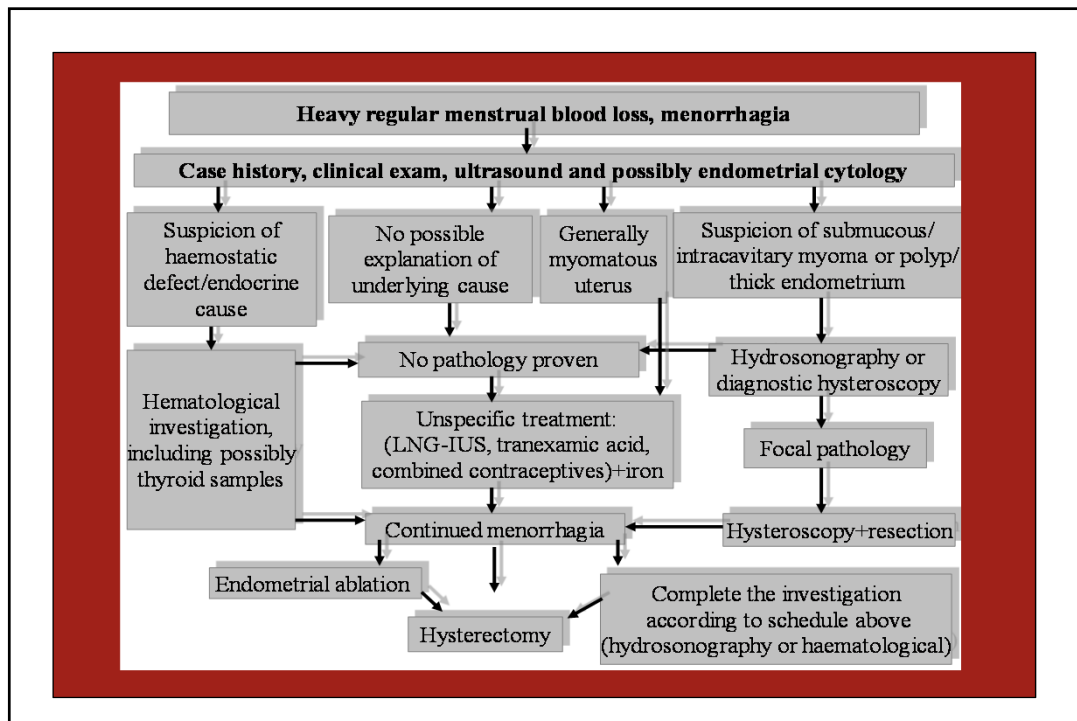 Heavy regular menstrual blood loss, menorrhagia
Case history, clinical exam, ultrasound and possibly endometrial cytology
Suspicion of
haemostatic
defect/endocrine
cause
No possible
explanation of
underlying cause
Generally
myomatous
uterus
Suspicion of submucous/
intracavitary myoma or polyp/
thick endometrium
Hematological
investigation,
including possibly
thyroid samples
No pathology proven
Hydrosonography or
diagnostic hysteroscopy
Unspecific treatment:
(LNG-IUS, tranexamic acid,
combined contraceptives)+iron
Focal pathology
Continued menorrhagia
Hysteroscopy+resection
Endometrial ablation
Hysterectomy
Complete the investigation
according to schedule above
(hydrosonography or haematological)